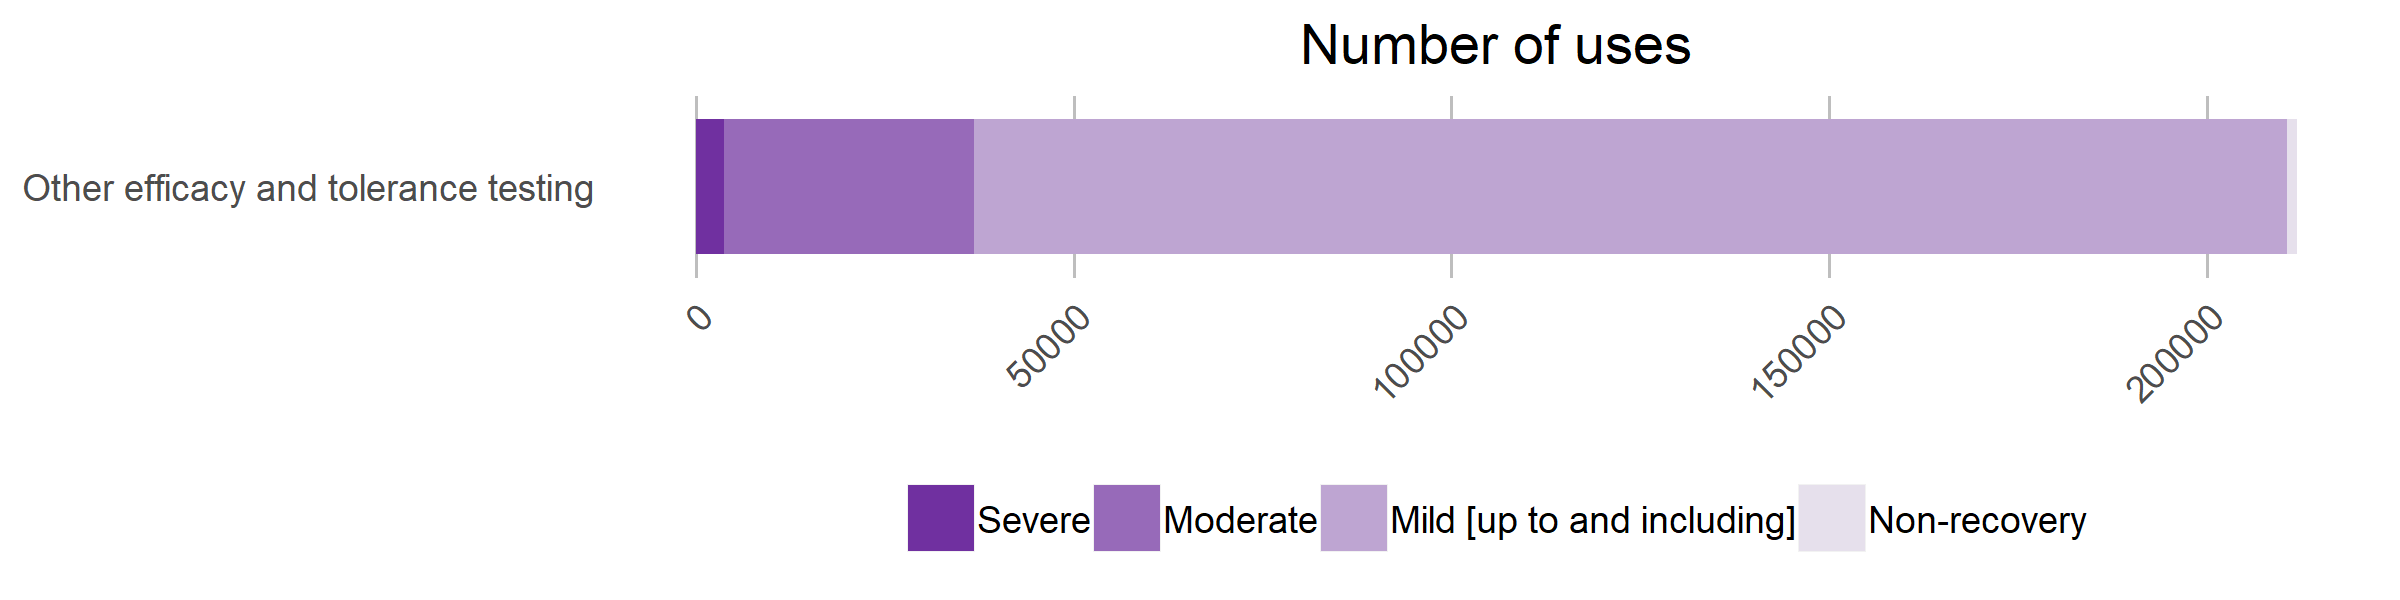 Number of uses
Other efficacy and tolerance testing
0
50000
100000
150000
200000
Severe
Moderate
Mild [up to and including]
Non-recovery